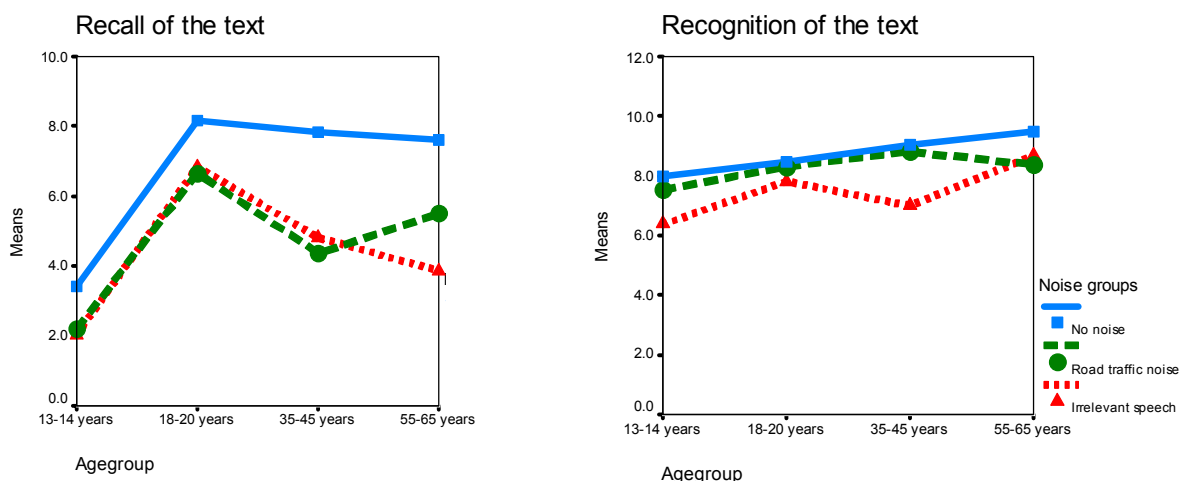 Recall of the text
10.0
8.0
6.0
4.0
2.0
0.0
Means
13-14 years 18-20 years 35-45 years 55-65 years
Agegroup
Recognition of the text
12.0
10.0
8.0
6.0
4.0
2.0
0.0
Means
13-14 years 18-20 years 35-45 years 55-65 years
Agegroup
Noise groups
No noise
Road traffic noise
Irrelevant speech